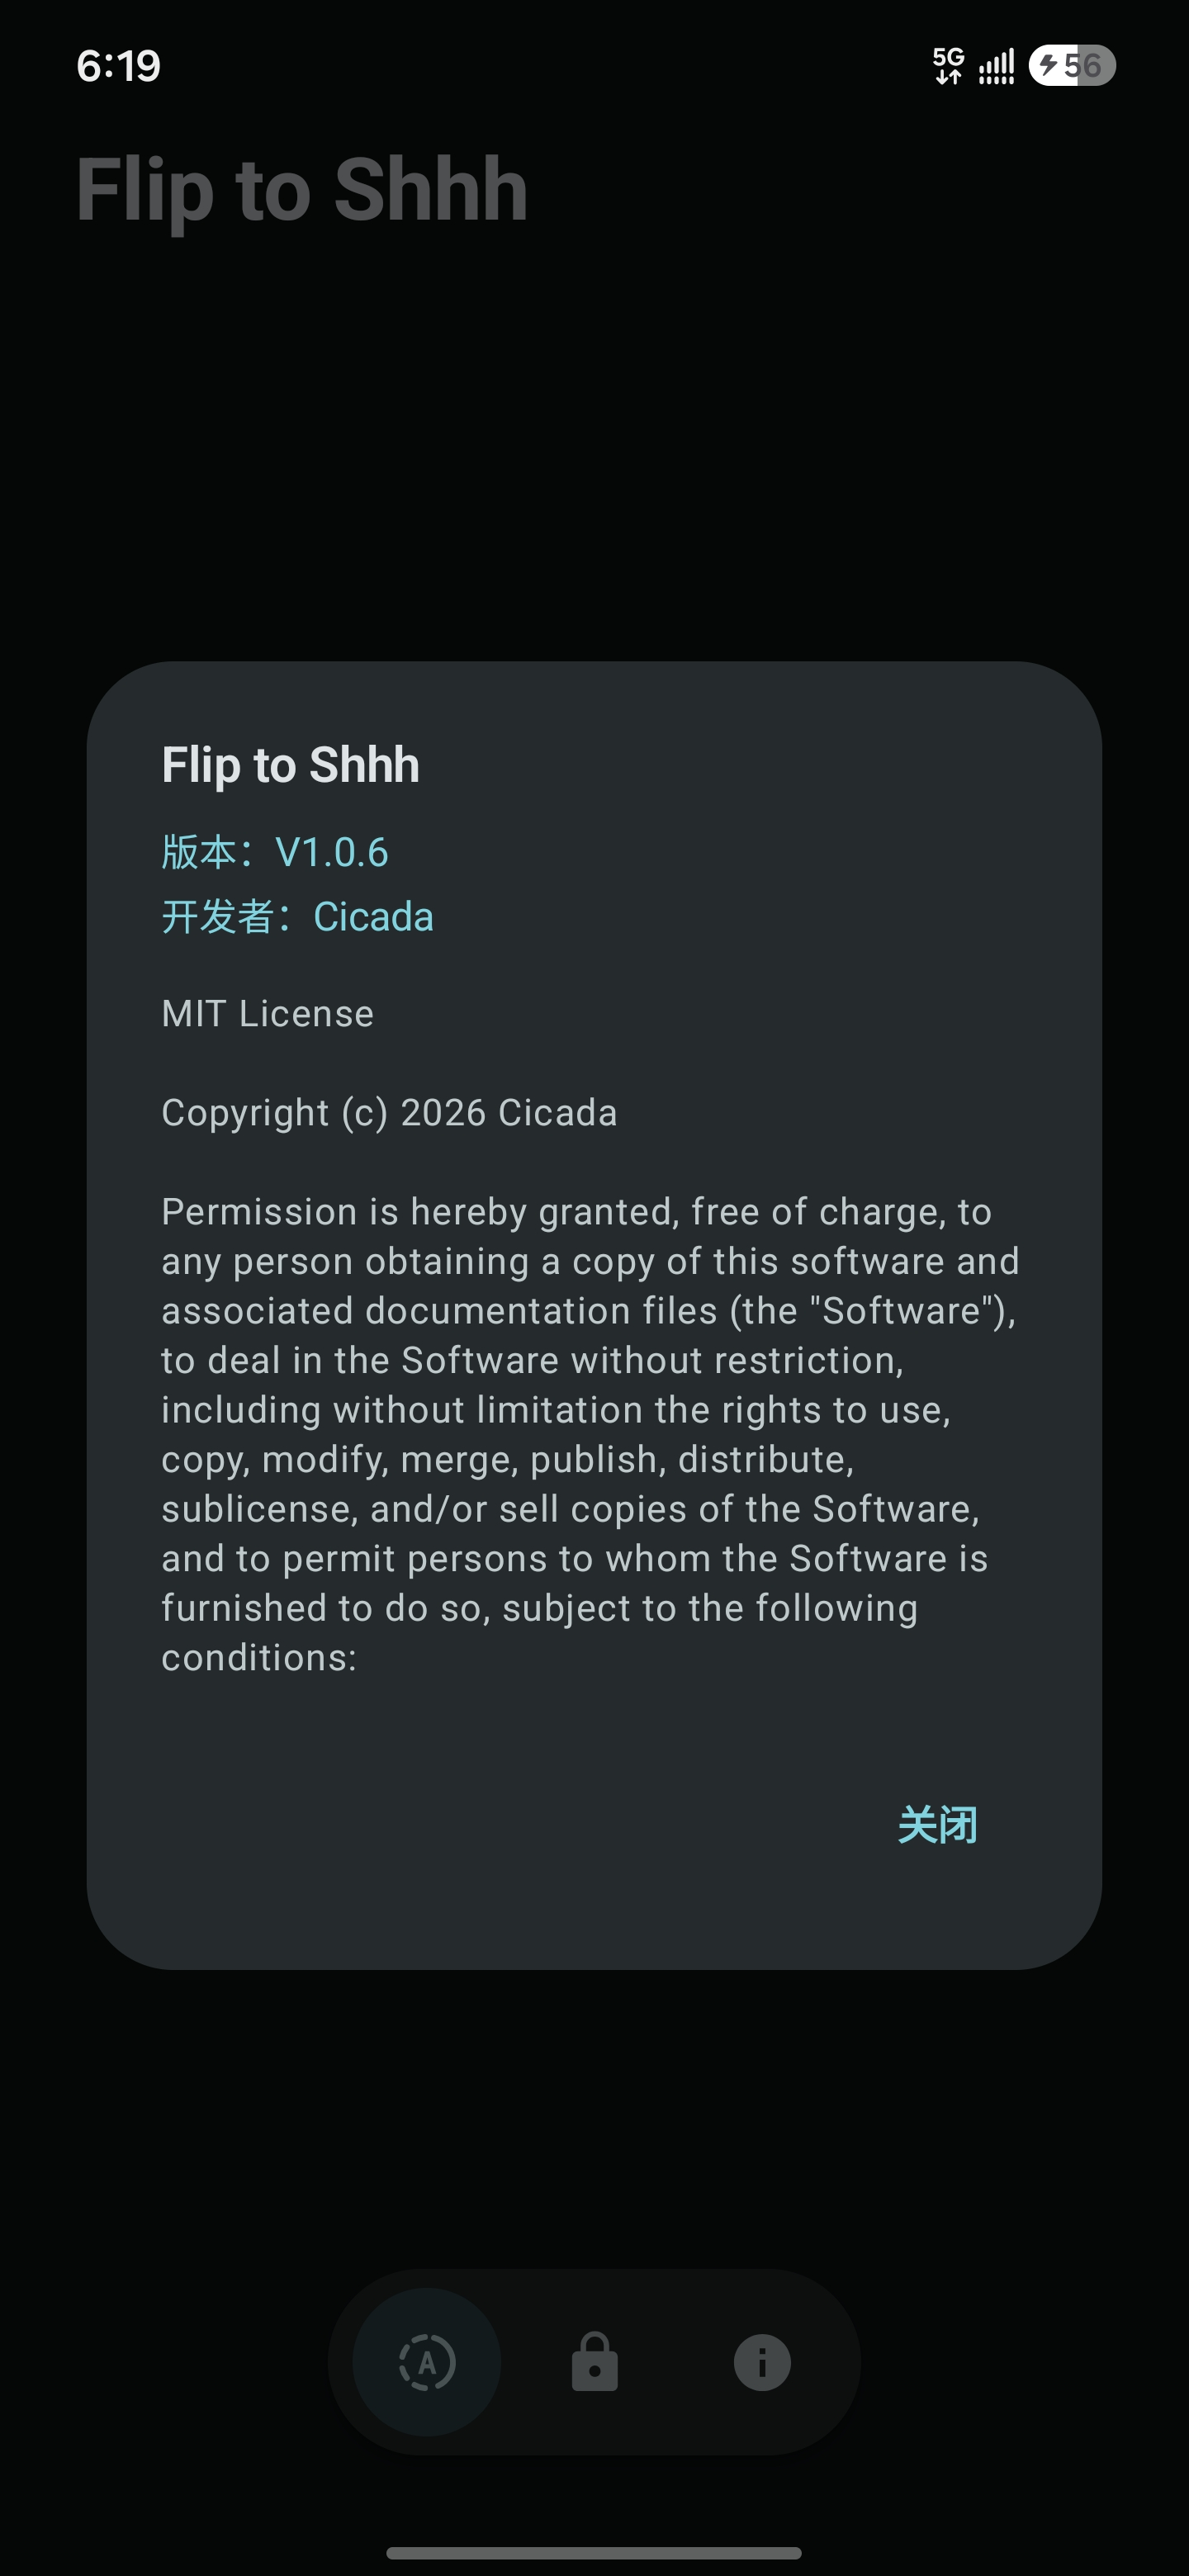 6:19
5G
56
Flip to Shhh
Flip to Shhh
版本：V1.0.6
开发者：Cicada
MIT License
Copyright (c) 2026 Cicada
Permission is hereby granted, free of charge, to
any person obtaining a copy of this software and
associated documentation files (the "Software"),
to deal in the Software without restriction,
including without limitation the rights to use,
copy, modify, merge, publish, distribute,
sublicense, and/or sell copies of the Software,
and to permit persons to whom the Software is
furnished to do so, subject to the following
conditions:
关闭
A